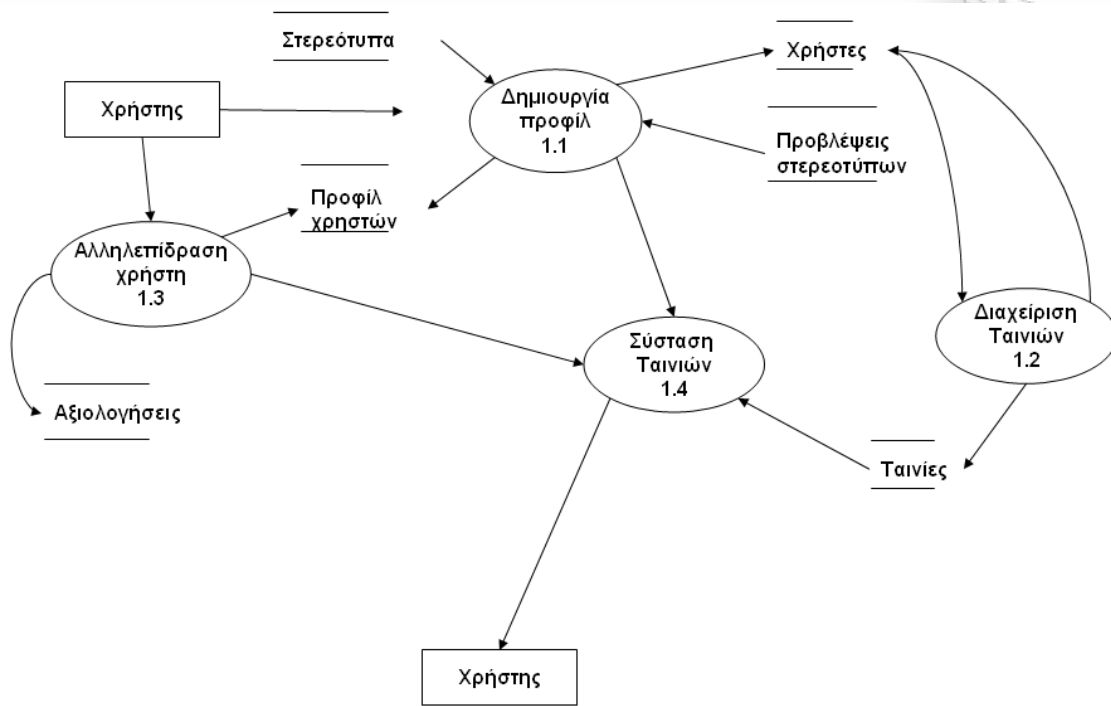 Στερεότυπα
Χρήστες
Χρήστης
Δημιουργία
προφίλ
1.1
Προβλέψεις
στερεοτύπων
Προφίλ
χρηστών
Αλληλεπίδραση
χρήστη
1.3
Διαχείριση
Ταινιών
1.2
Σύσταση
Ταινιών
1.4
Αξιολογήσεις
Ταινίες
Χρήστης